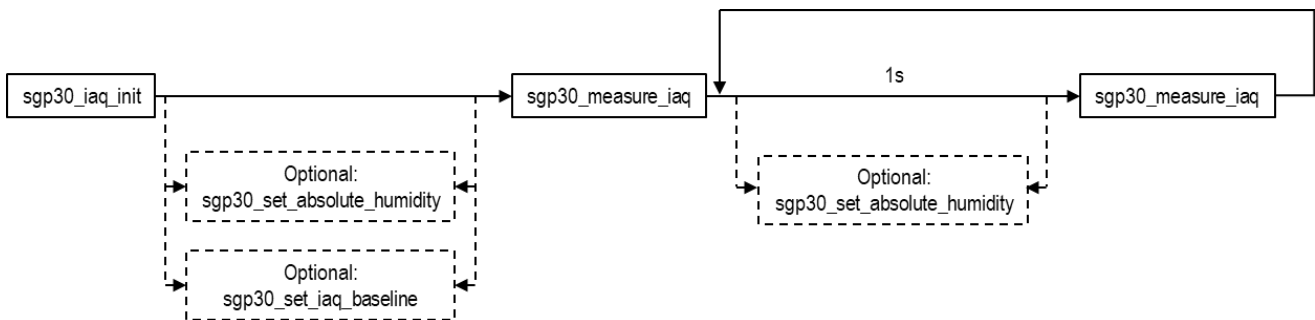 1s
sgp30_iaq_init
sgp30_measure_iaq
sgp30_measure_iaq
Optional:
sgp30_set_absolute_humidity
Optional:
sgp30_set_absolute_humidity
Optional:
sgp30_set_iaq_baseline